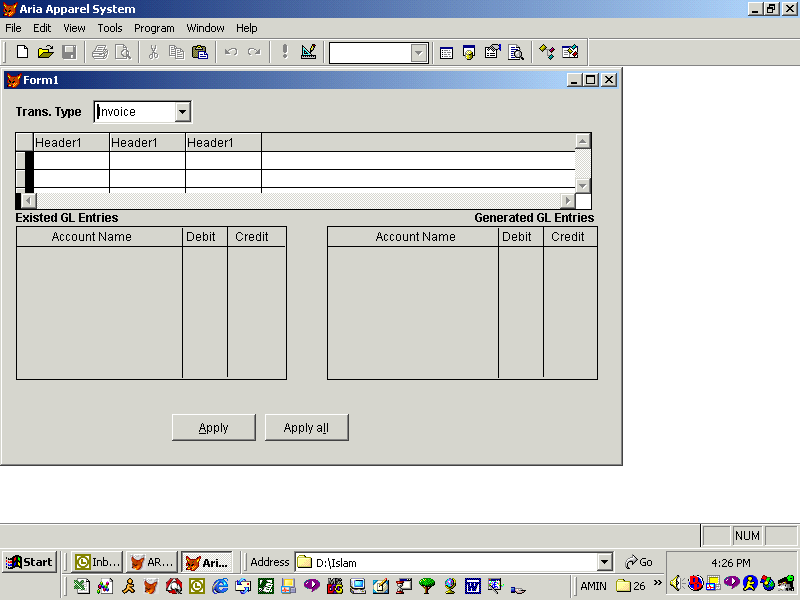 Aria Apparel System
File Edit View Tools Program Window Help
Form1
Trans. Type Invoice
Header1 Header1 Header1
Existed GL Entries Generated GL Entries
Account Name Debit Credit Account Name Debit Credit
Apply Apply all
NUM
Start Inb... AR... Ari... Address D:\Islam Go 4:26 PM
AMIN 26 »